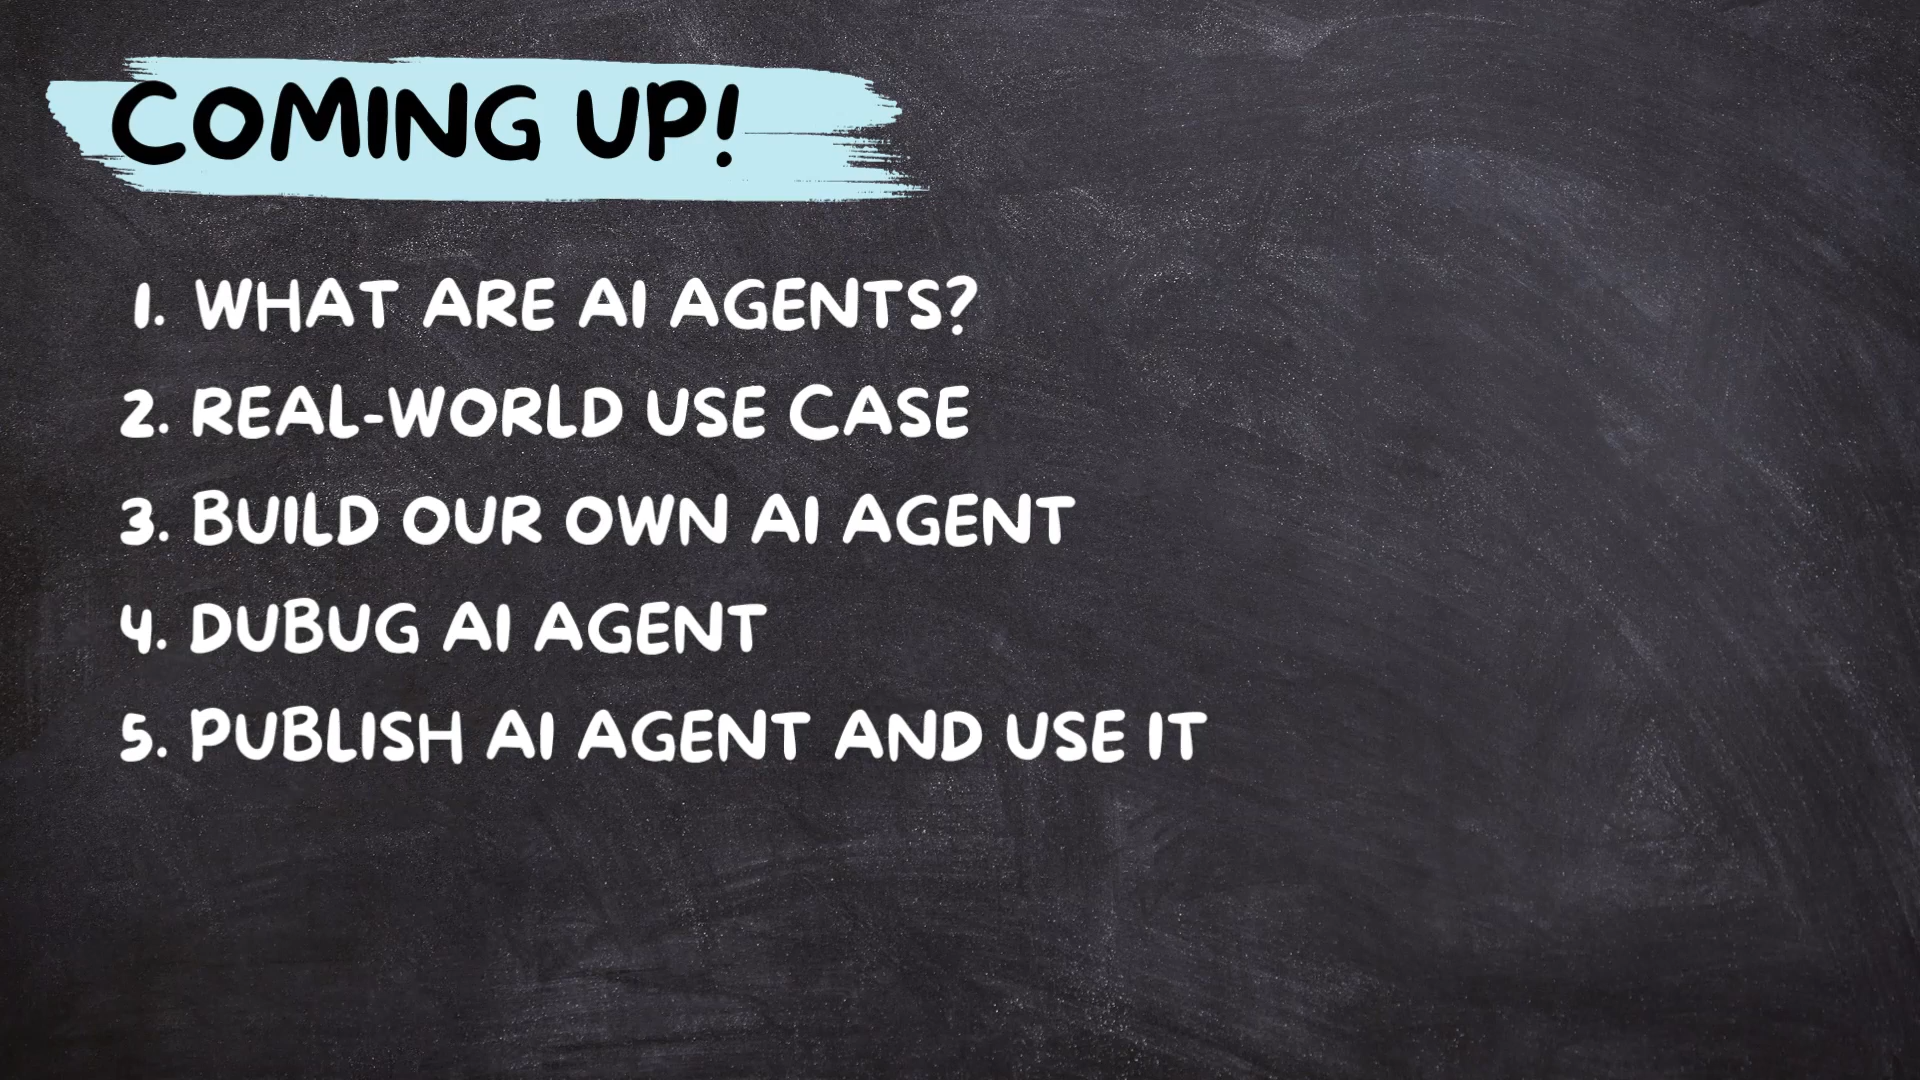 COMING UP!
1. WHAT ARE AI AGENTS?
2. REAL-WORLD USE CASE
3. BUILD OUR OWN AI AGENT
4. DUBUG AI AGENT
5. PUBLISH AI AGENT AND USE IT